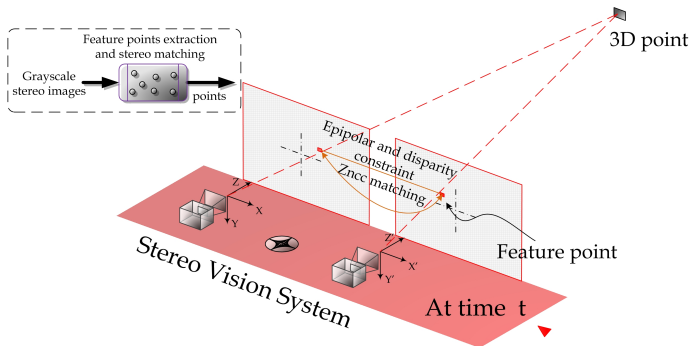 Feature points extraction
and stereo matching
Grayscale
stereo images
points
3D point
Epipolar and disparity
constraint
Zncc matching
Z
X
Y
Z'
X'
Y'
Feature point
Stereo Vision System
At time t